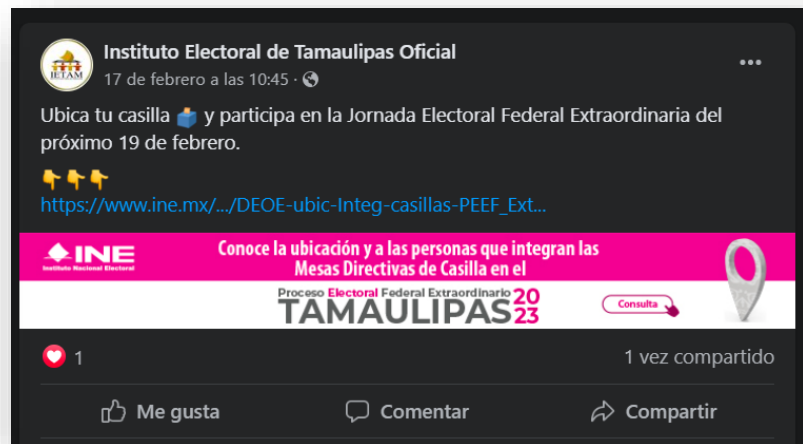 Instituto Electoral de Tamaulipas Oficial
17 de febrero a las 10:45 ·
Ubica tu casilla 🗳 y participa en la Jornada Electoral Federal Extraordinaria del
próximo 19 de febrero.
👇👇👇
https://www.ine.mx/.../DEOE-ubic-Integ-casillas-PEEF_Ext...
INE
Instituto Nacional Electoral
Conoce la ubicación y a las personas que integran las
Mesas Directivas de Casilla en el
Proceso Electoral Federal Extraordinario 20
TAMAULIPAS 23
Consulta
1
1 vez compartido
Me gusta
Comentar
Compartir
IETAM